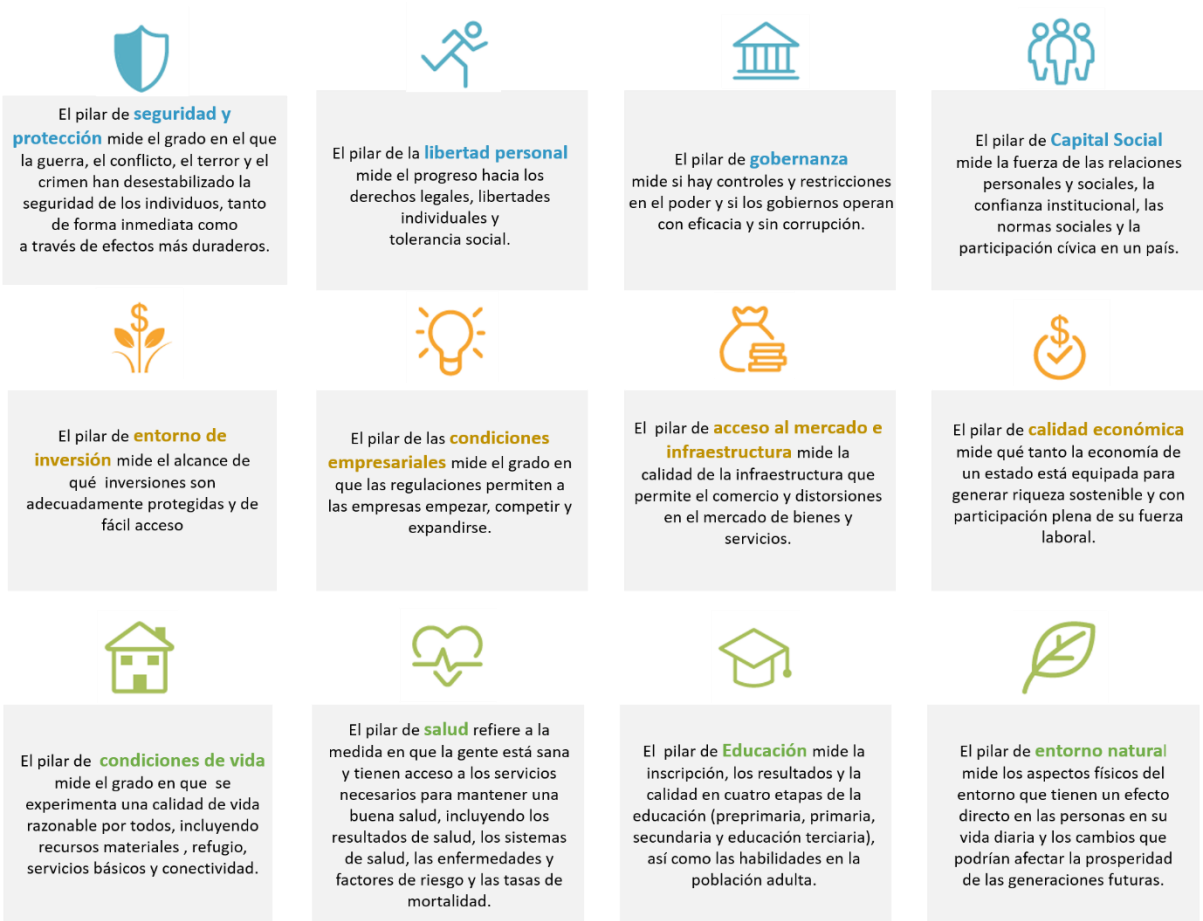 El pilar de seguridad y
protección mide el grado en el que
la guerra, el conflicto, el terror y el
crimen han desestabilizado la
seguridad de los individuos, tanto
de forma inmediata como
a través de efectos más duraderos.
El pilar de la libertad personal
mide el progreso hacia los
derechos legales, libertades
individuales y
tolerancia social.
El pilar de gobernanza
mide si hay controles y restricciones
en el poder y si los gobiernos operan
con eficacia y sin corrupción.
El pilar de Capital Social
mide la fuerza de las relaciones
personales y sociales, la
confianza institucional, las
normas sociales y la
participación cívica en un país.
El pilar de entorno de
inversión mide el alcance de
qué inversiones son
adecuadamente protegidas y de
fácil acceso
El pilar de las condiciones
empresariales mide el grado en
que las regulaciones permiten a
las empresas empezar, competir y
expandirse.
El pilar de acceso al mercado e
infraestructura mide la
calidad de la infraestructura que
permite el comercio y distorsiones
en el mercado de bienes y
servicios.
El pilar de calidad económica
mide qué tanto la economía de
un estado está equipada para
generar riqueza sostenible y con
participación plena de su fuerza
laboral.
El pilar de condiciones de vida
mide el grado en que se
experimenta una calidad de vida
razonable por todos, incluyendo
recursos materiales , refugio,
servicios básicos y conectividad.
El pilar de salud refiere a la
medida en que la gente está sana
y tienen acceso a los servicios
necesarios para mantener una
buena salud, incluyendo los
resultados de salud, los sistemas
de salud, las enfermedades y
factores de riesgo y las tasas de
mortalidad.
El pilar de Educación mide la
inscripción, los resultados y la
calidad en cuatro etapas de la
educación (preprimaria, primaria,
secundaria y educación terciaria),
así como las habilidades en la
población adulta.
El pilar de entorno natural
mide los aspectos físicos del
entorno que tienen un efecto
directo en las personas en su
vida diaria y los cambios que
podrían afectar la prosperidad
de las generaciones futuras.